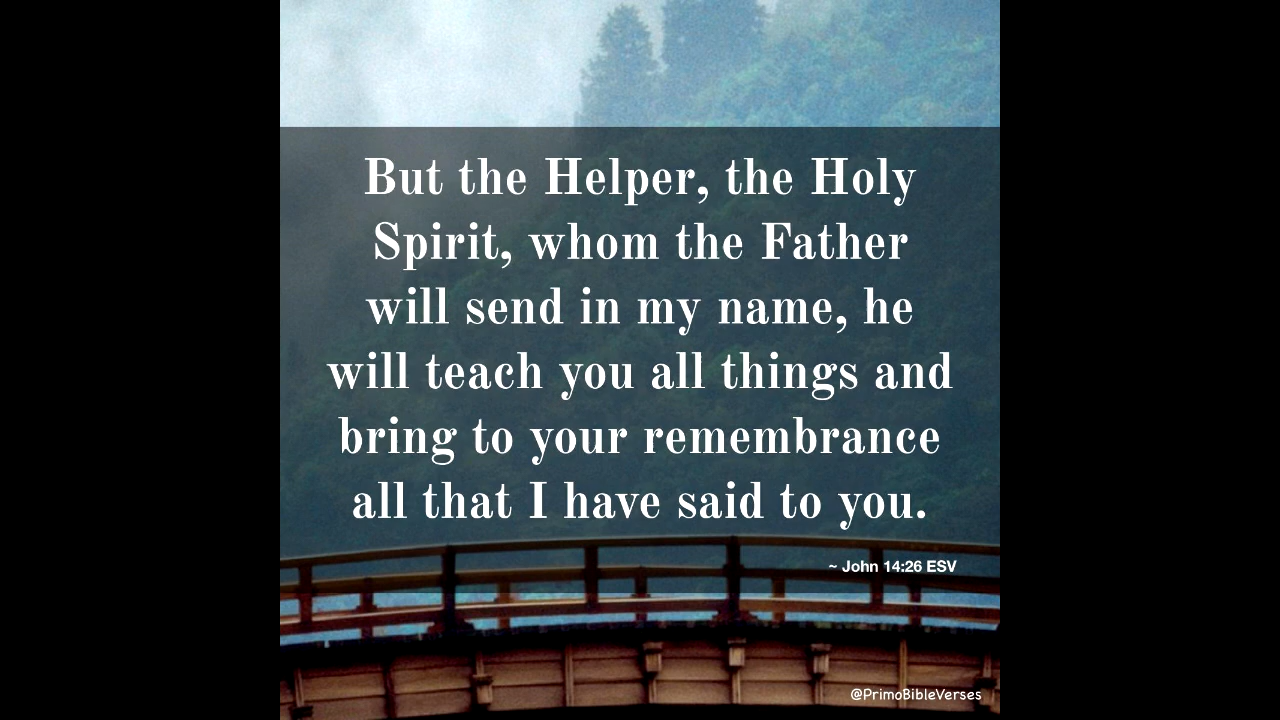 But the Helper, the Holy
Spirit, whom the Father
will send in my name, he
will teach you all things and
bring to your remembrance
all that I have said to you.
~ John 14:26 ESV
@PrimoBibleVerses